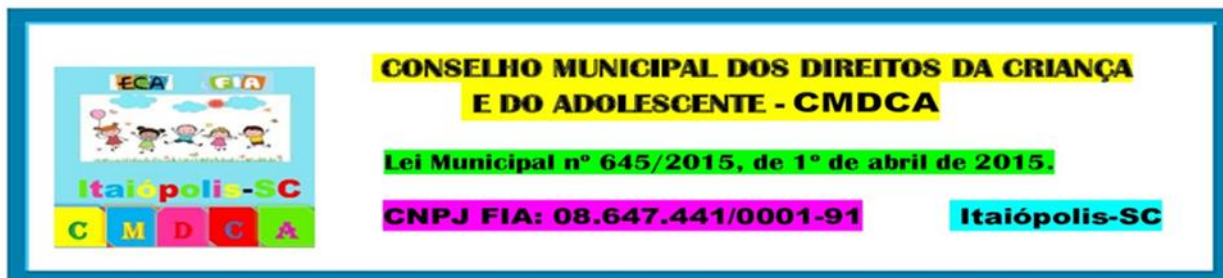 ECA FIA
Itaiópolis-SC
C M D C A
CONSELHO MUNICIPAL DOS DIREITOS DA CRIANÇA
E DO ADOLESCENTE - CMDCA
Lei Municipal nº 645/2015, de 1º de abril de 2015.
CNPJ FIA: 08.647.441/0001-91 Itaiópolis-SC